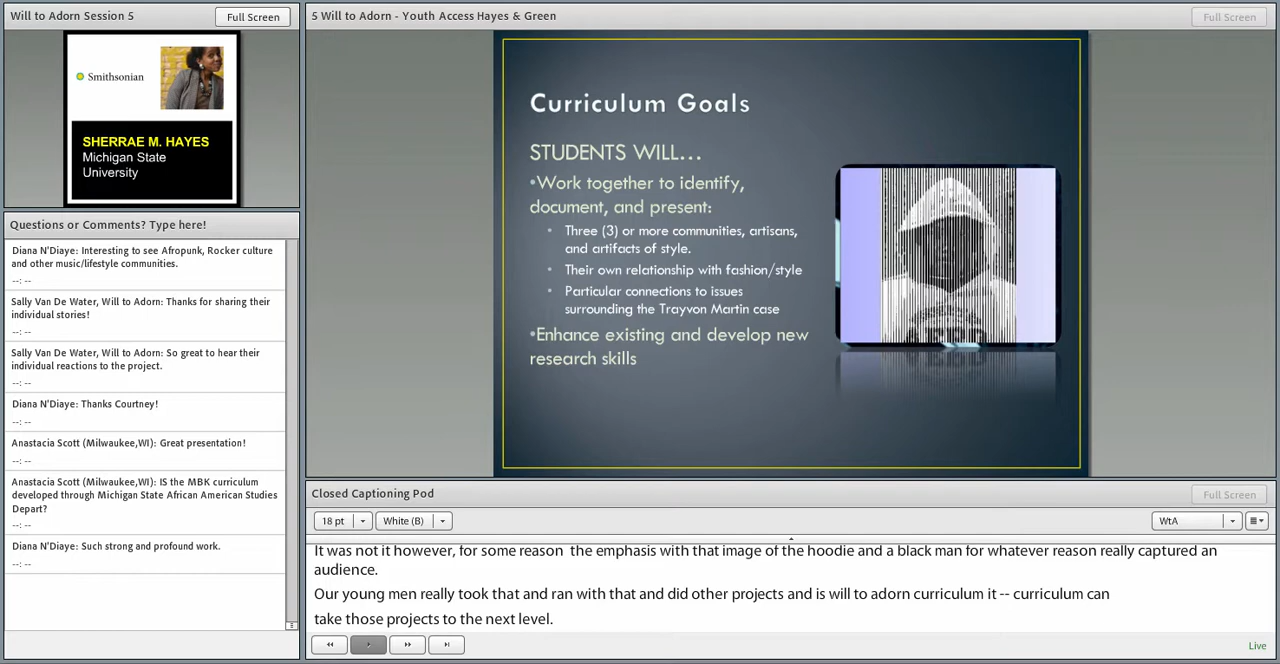 Will to Adorn Session 5
Full Screen
Smithsonian
SHERRAE M. HAYES
Michigan State
University
Questions or Comments? Type here!
Diana N'Diaye: Interesting to see Afropunk, Rocker culture
and other music/lifestyle communities.
--: --
Sally Van De Water, Will to Adorn: Thanks for sharing their
individual stories!
--: --
Sally Van De Water, Will to Adorn: So great to hear their
individual reactions to the project.
--: --
Diana N'Diaye: Thanks Courtney!
--: --
Anastacia Scott (Milwaukee,WI): Great presentation!
--: --
Anastacia Scott (Milwaukee,WI): IS the MBK curriculum
developed through Michigan State African American Studies
Depart?
--: --
Diana N'Diaye: Such strong and profound work.
--: --
5 Will to Adorn - Youth Access Hayes & Green
Full Screen
Curriculum Goals
STUDENTS WILL...
•Work together to identify,
document, and present:
• Three (3) or more communities, artisans,
and artifacts of style.
• Their own relationship with fashion/style
• Particular connections to issues
surrounding the Trayvon Martin case
•Enhance existing and develop new
research skills
Closed Captioning Pod
Full Screen
18 pt
White (B)
WtA
It was not it however, for some reason  the emphasis with that image of the hoodie and a black man for whatever reason really captured an
audience.
Our young men really took that and ran with that and did other projects and is will to adorn curriculum it -- curriculum can
take those projects to the next level.
Live